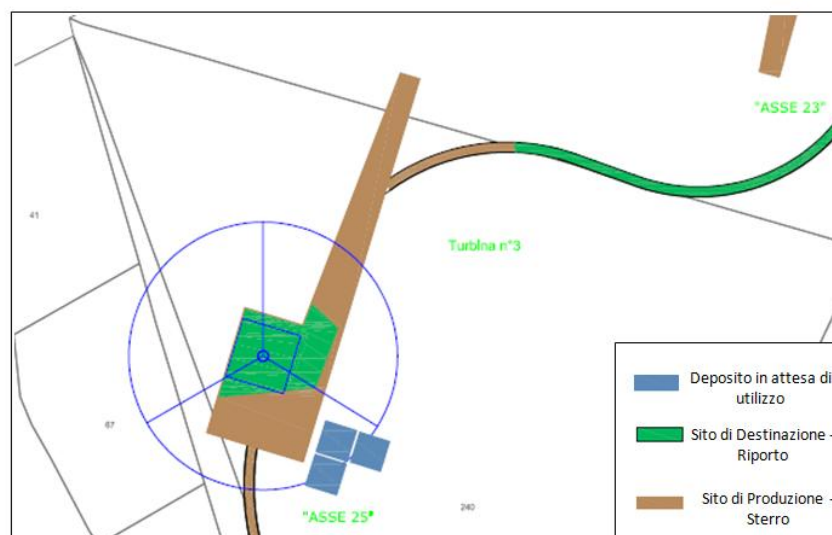 "ASSE 23"
41
Turbina n°3
Deposito in attesa di
utilizzo
67
Sito di Destinazione -
Riporto
Sito di Produzione -
Sterro
240
"ASSE 25"